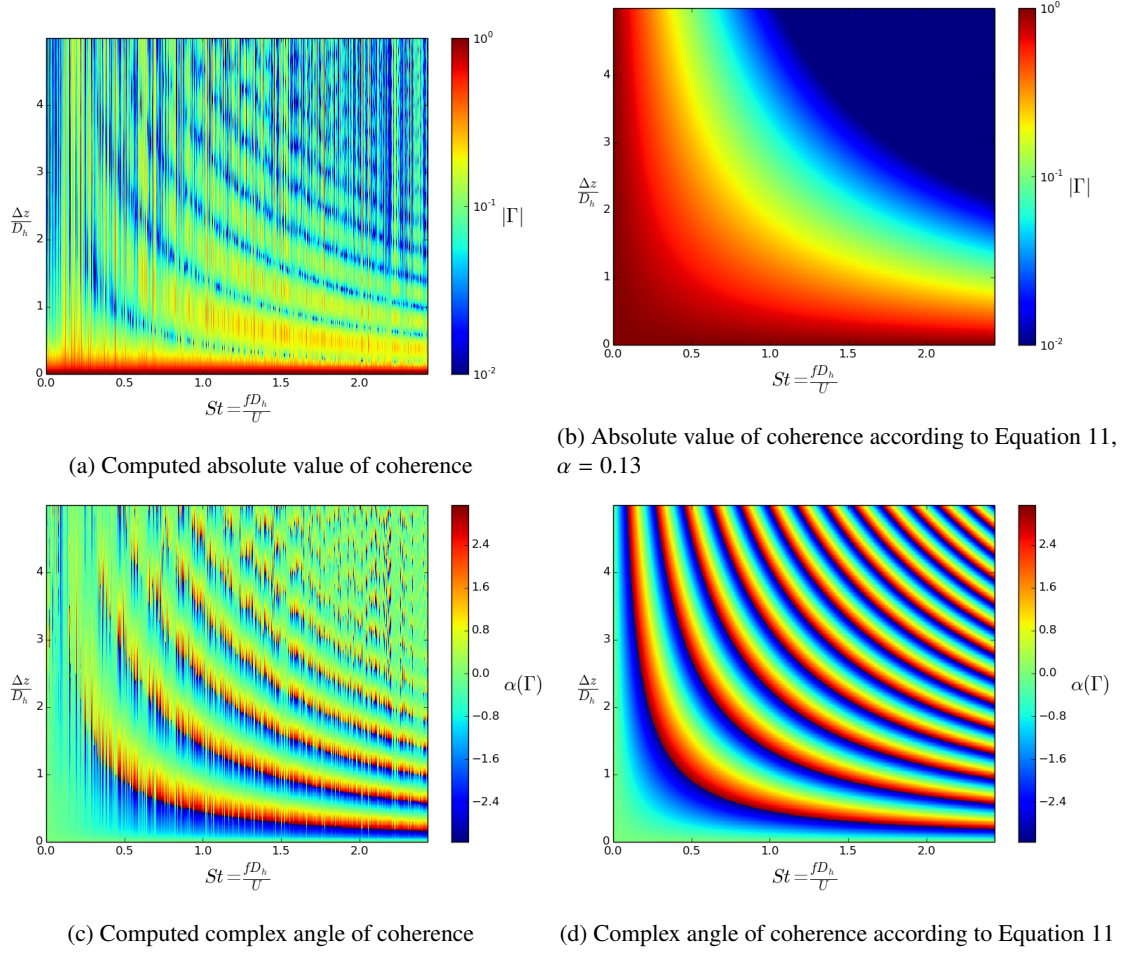 4
3
Δz/D_h
2
1
0
0.0 0.5 1.0 1.5 2.0
St = fD_h/U
10^0
10^-1
|Γ|
10^-2
(a) Computed absolute value of coherence
4
3
Δz/D_h
2
1
0
0.0 0.5 1.0 1.5 2.0
St = fD_h/U
10^0
10^-1
|Γ|
10^-2
(b) Absolute value of coherence according to Equation 11,
α = 0.13
4
3
Δz/D_h
2
1
0
0.0 0.5 1.0 1.5 2.0
St = fD_h/U
2.4
1.6
0.8
0.0
α(Γ)
−0.8
−1.6
−2.4
(c) Computed complex angle of coherence
4
3
Δz/D_h
2
1
0
0.0 0.5 1.0 1.5 2.0
St = fD_h/U
2.4
1.6
0.8
0.0
α(Γ)
−0.8
−1.6
−2.4
(d) Complex angle of coherence according to Equation 11